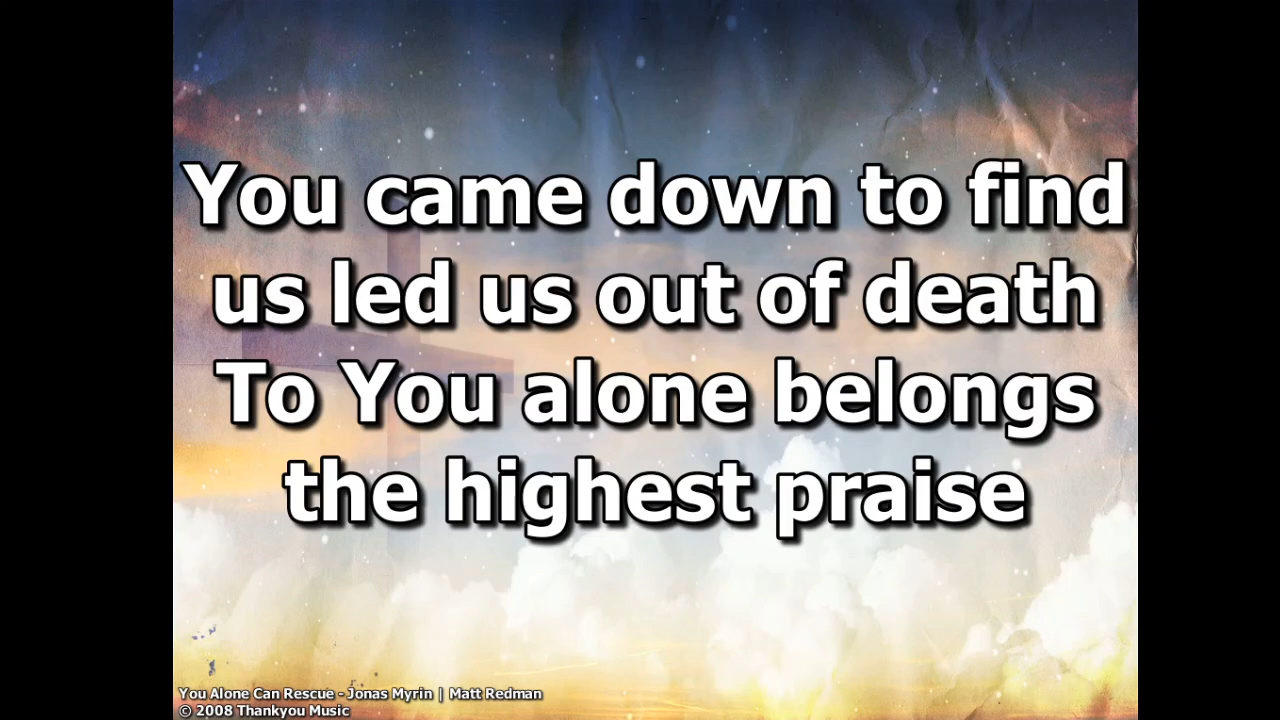 You came down to find
us led us out of death
To You alone belongs
the highest praise
You Alone Can Rescue - Jonas Myrin | Matt Redman
© 2008 Thankyou Music